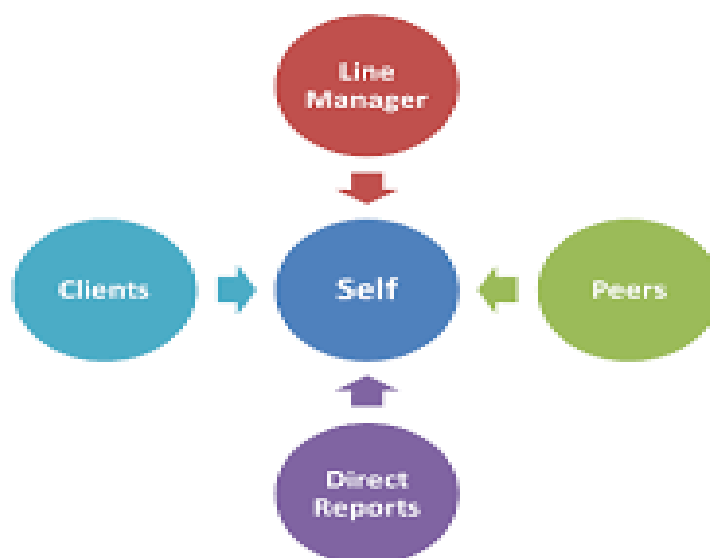 Line
Manager
Clients
Self
Peers
Direct
Reports